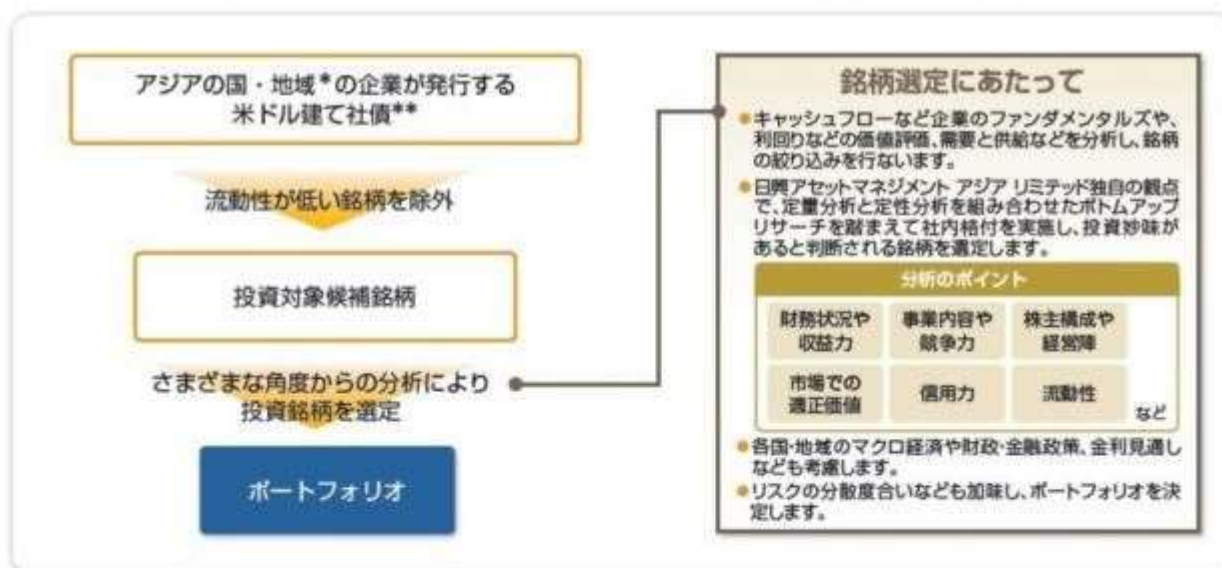 アジアの国・地域*の企業が発行する
米ドル建て社債**
流動性が低い銘柄を除外
投資対象候補銘柄
さまざまな角度からの分析により
投資銘柄を選定
ポートフォリオ
銘柄選定にあたって
●キャッシュフローなど企業のファンダメンタルズや、
利回りなどの価値評価、需要と供給などを分析し、銘柄
の絞り込みを行ないます。
●日興アセットマネジメント アジア リミテッド独自の観点
で、定量分析と定性分析を組み合わせたボトムアップ
リサーチを踏まえて社内格付を実施し、投資妙味が
あると判断される銘柄を選定します。
分析のポイント
財務状況や
収益力
事業内容や
競争力
株主構成や
経営陣
市場での
適正価値
信用力
流動性
など
●各国・地域のマクロ経済や財政・金融政策、金利見通し
なども考慮します。
●リスクの分散度合いなども加味し、ポートフォリオを決
定します。